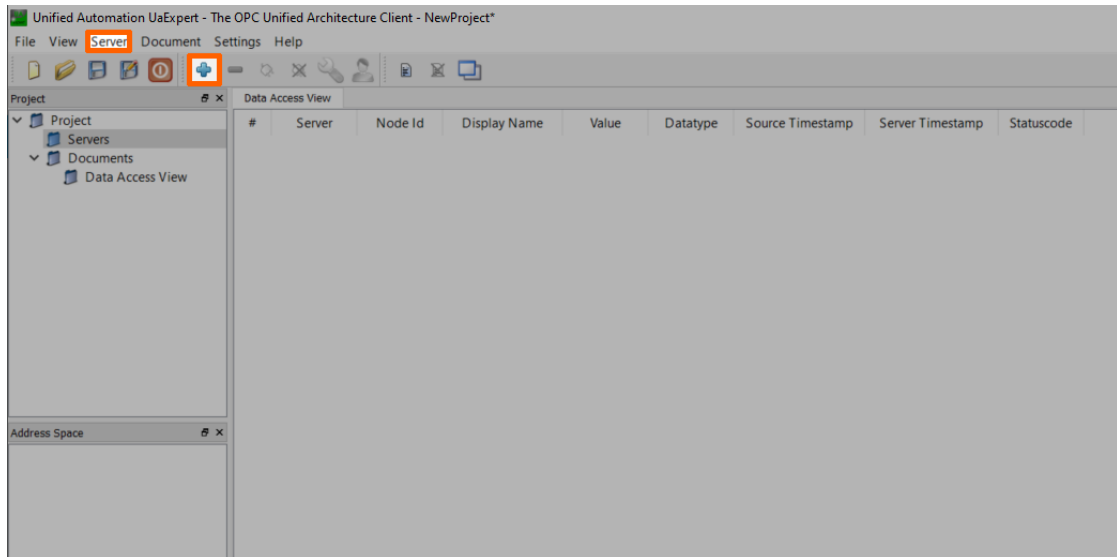 Unified Automation UaExpert - The OPC Unified Architecture Client - NewProject*
File View Server Document Settings Help
Project
Data Access View
Project
Servers
Documents
Data Access View
# Server Node Id Display Name Value Datatype Source Timestamp Server Timestamp Statuscode
Address Space